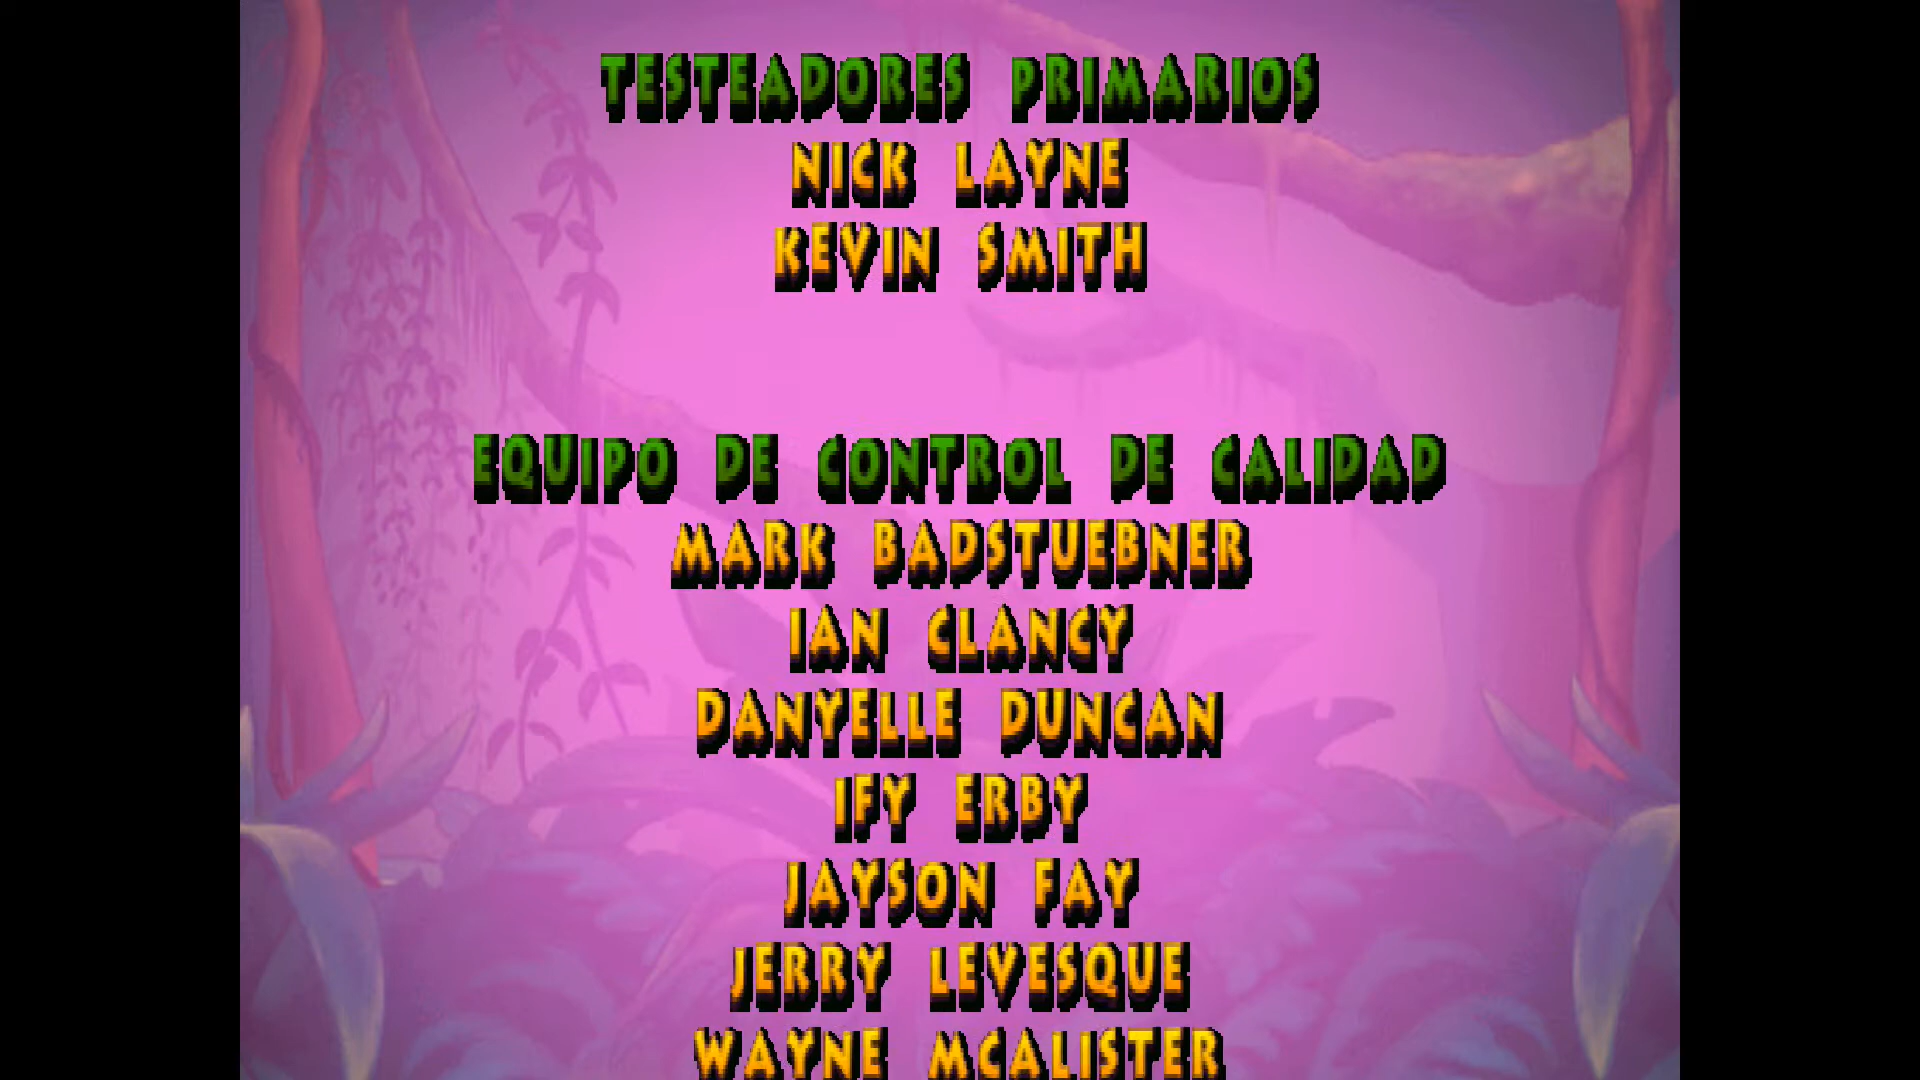 TESTEADORES PRIMARIOS
NICK LAYNE
KEVIN SMITH
EQUIPO DE CONTROL DE CALIDAD
MARK BADSTUEBNER
IAN CLANCY
DANYELLE DUNCAN
IFY ERBY
JAYSON FAY
JERRY LEVESQUE
WAYNE MCALISTER